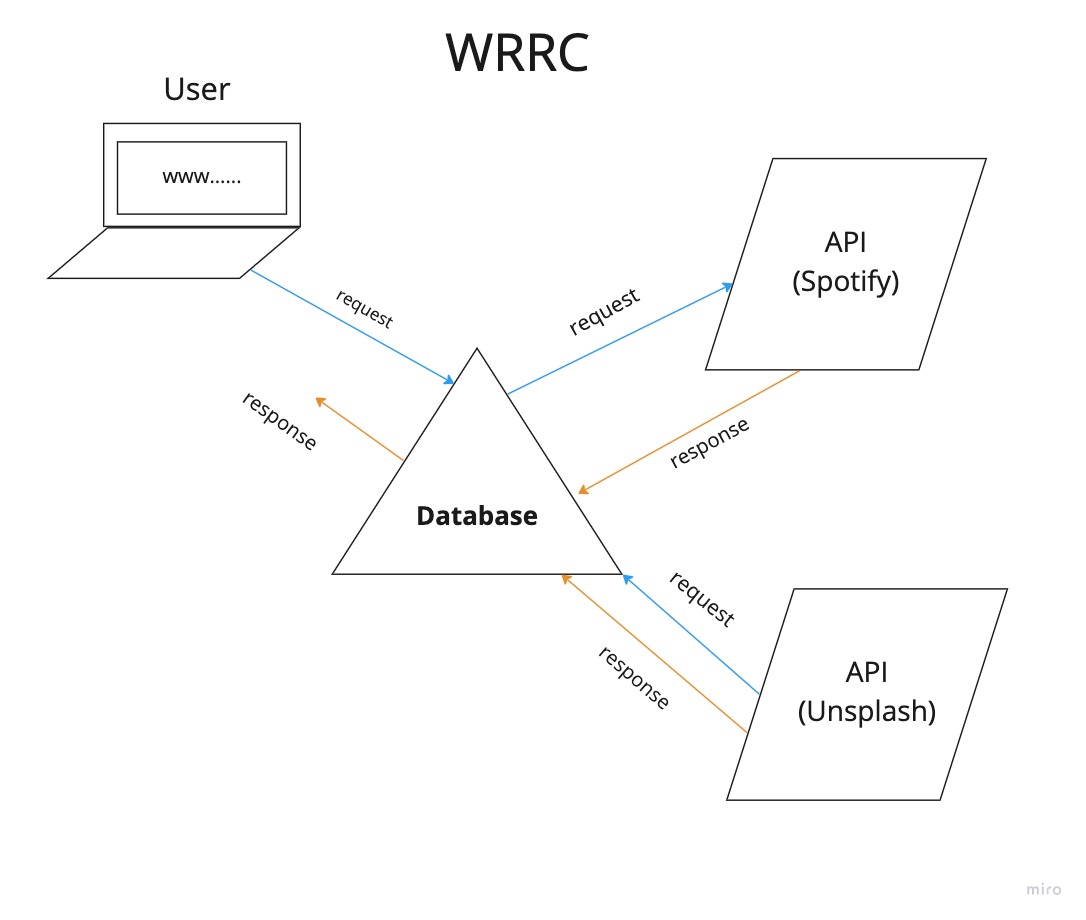 WRRC
User
www......
API
(Spotify)
request
request
response
response
Database
request
response
API
(Unsplash)
miro